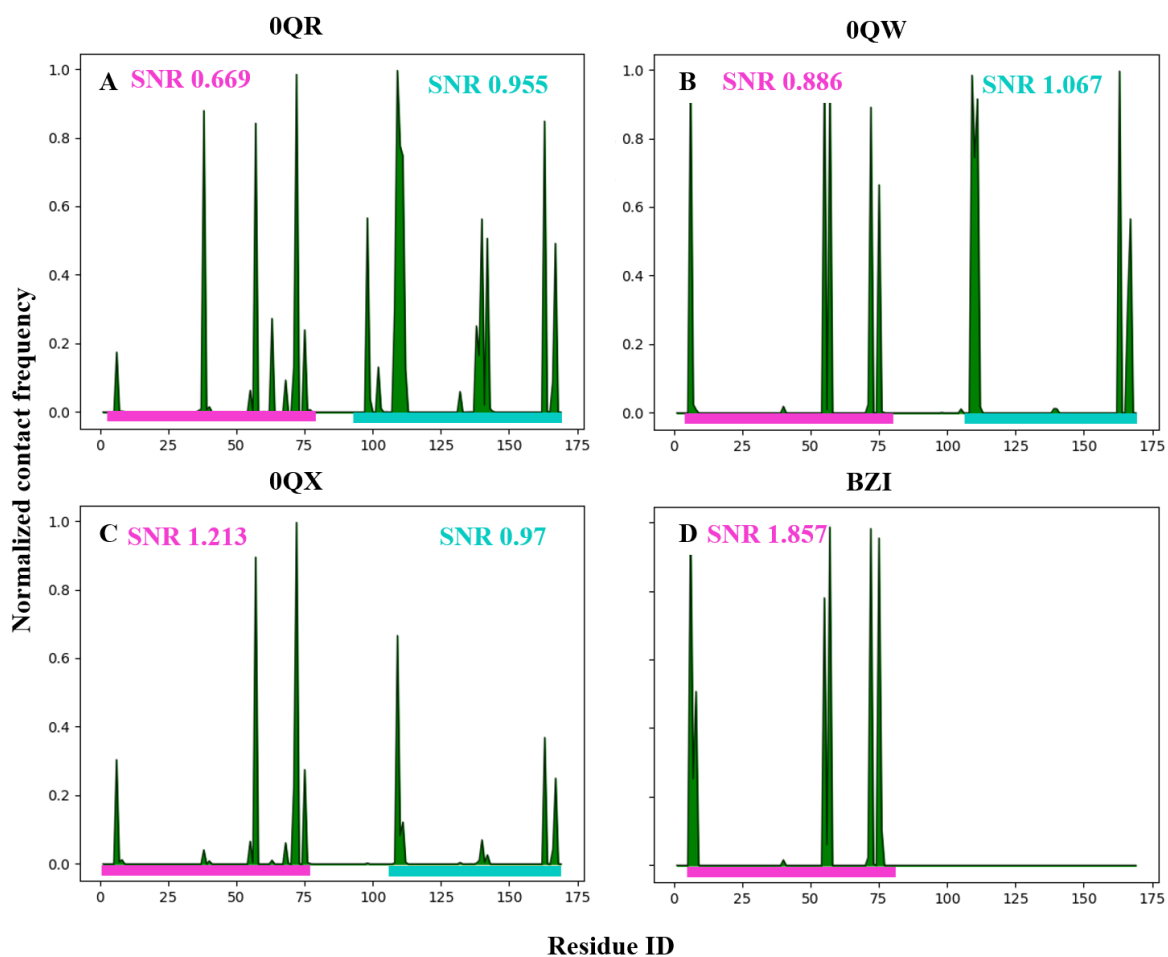 0QR
0QW
A SNR 0.669 SNR 0.955
B SNR 0.886 SNR 1.067
1.0
0.8
0.6
0.4
0.2
0.0
0 25 50 75 100 125 150 175
1.0
0.8
0.6
0.4
0.2
0.0
0 25 50 75 100 125 150 175
0QX
BZI
C SNR 1.213 SNR 0.97
D SNR 1.857
1.0
0.8
0.6
0.4
0.2
0.0
0 25 50 75 100 125 150 175
0 25 50 75 100 125 150 175
Normalized contact frequency
Residue ID